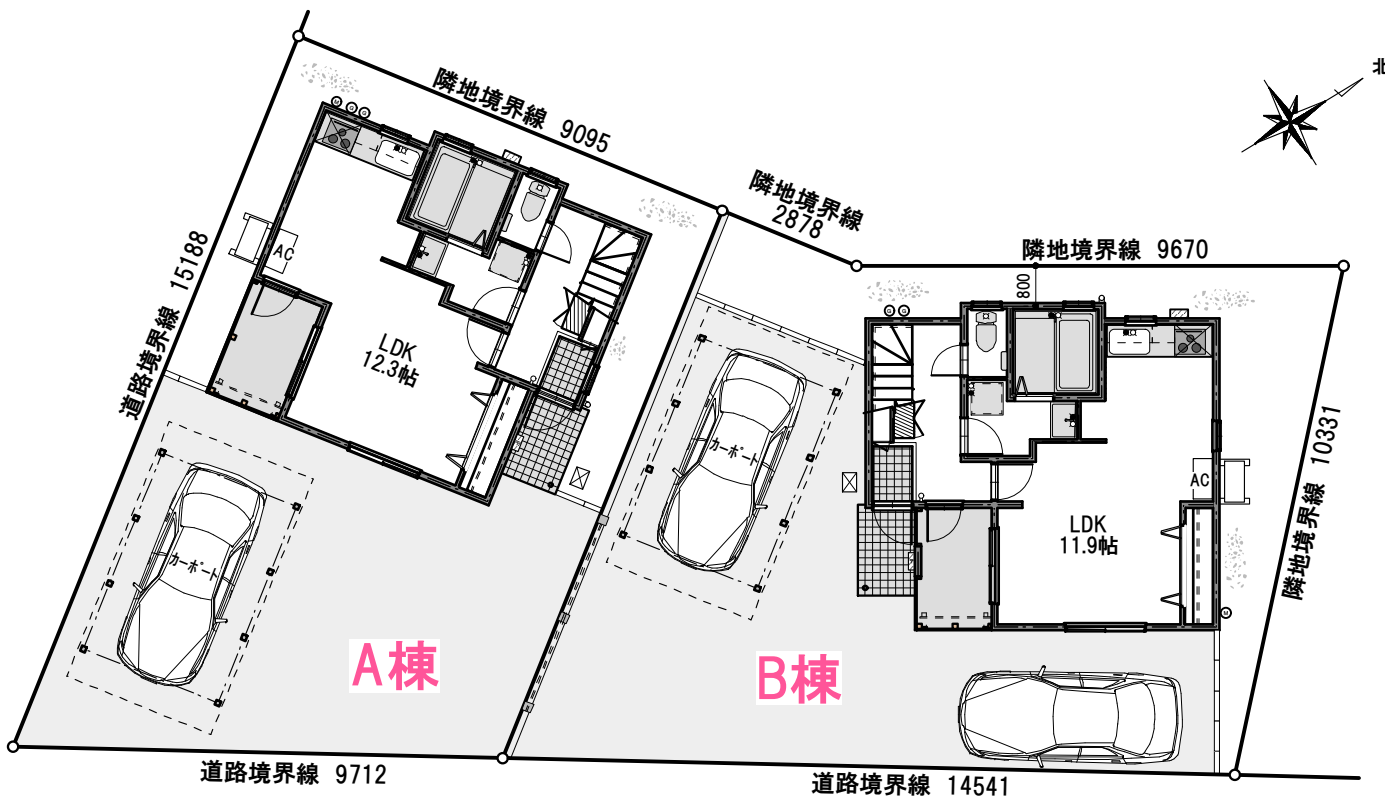 北
隣地境界線 9095
隣地境界線
2878
隣地境界線 9670
800
道路境界線 15188
AC
LDK
12.3帖
カーポート
カーポート
AC
LDK
11.9帖
隣地境界線 10331
A棟
B棟
道路境界線 9712
道路境界線 14541
M
G
G
G
G
M